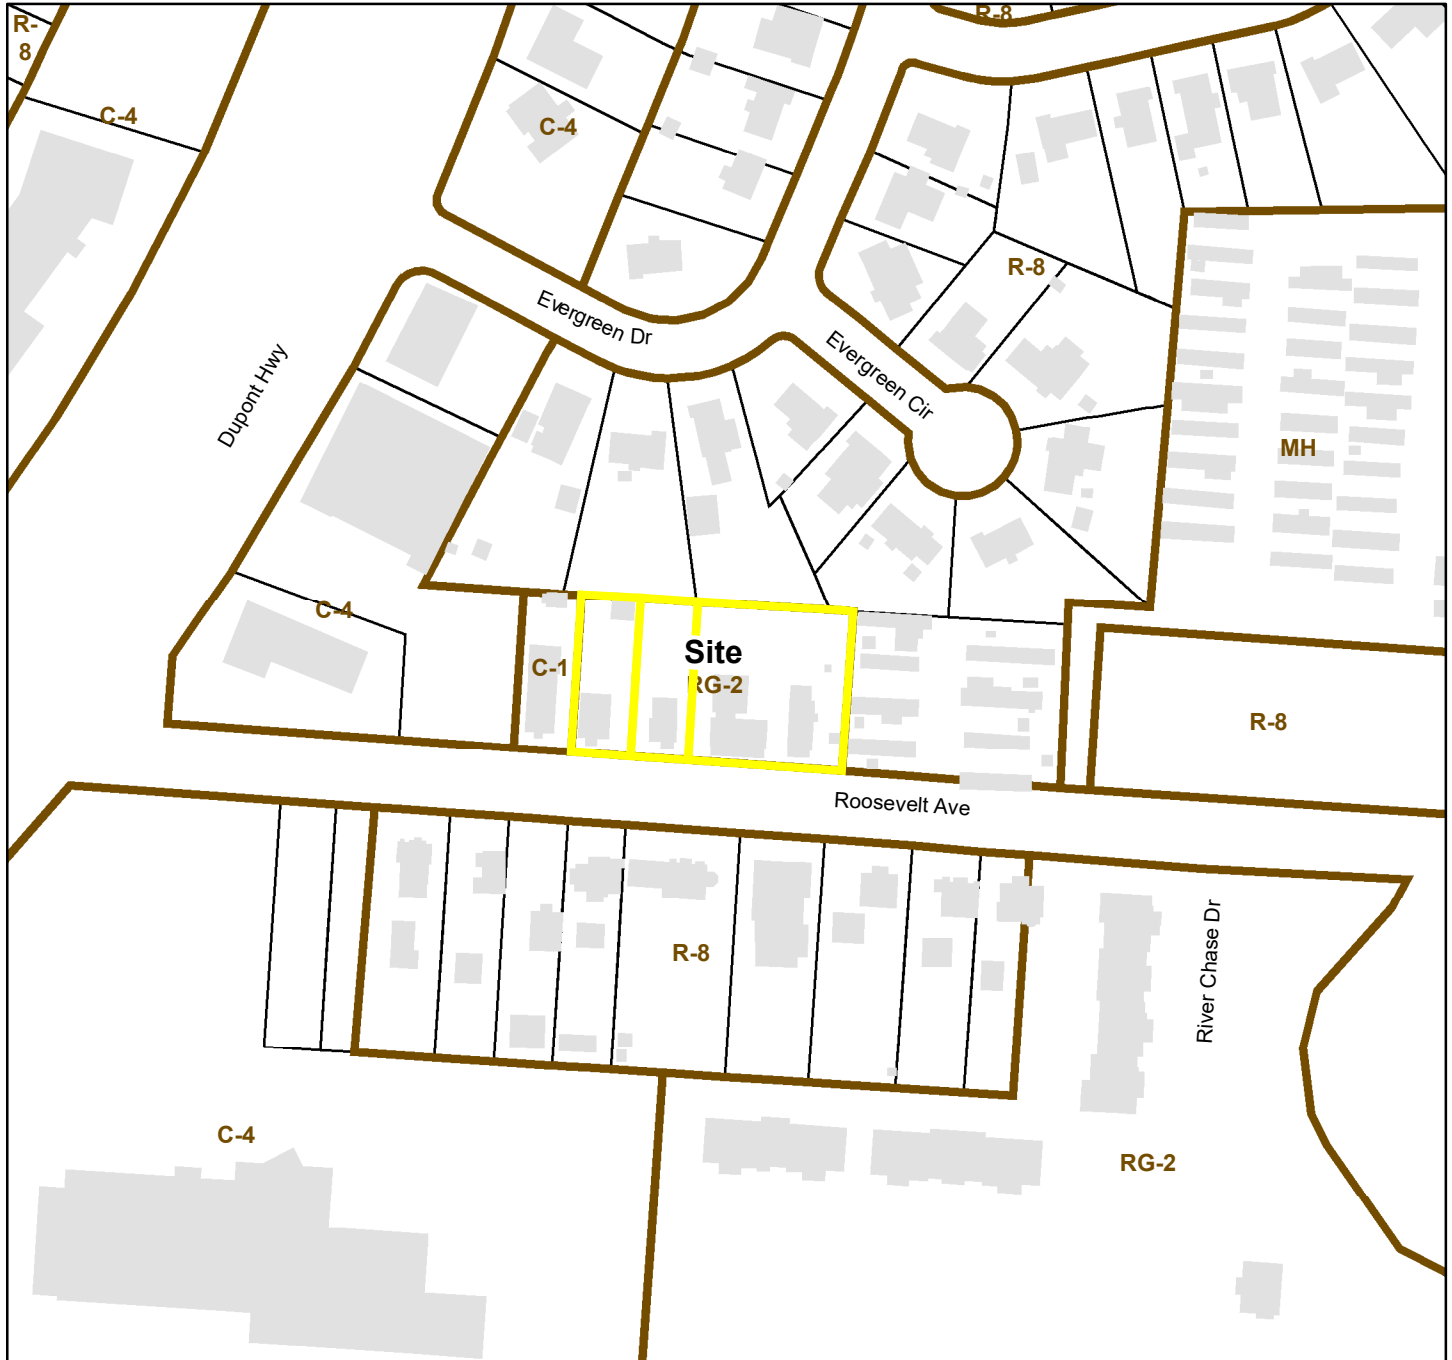 R-8
R-
8
C-4
C-4
R-8
Evergreen Dr
Evergreen Cir
Dupont Hwy
MH
C-4
Site
C-1
RG-2
R-8
Roosevelt Ave
R-8
River Chase Dr
C-4
RG-2